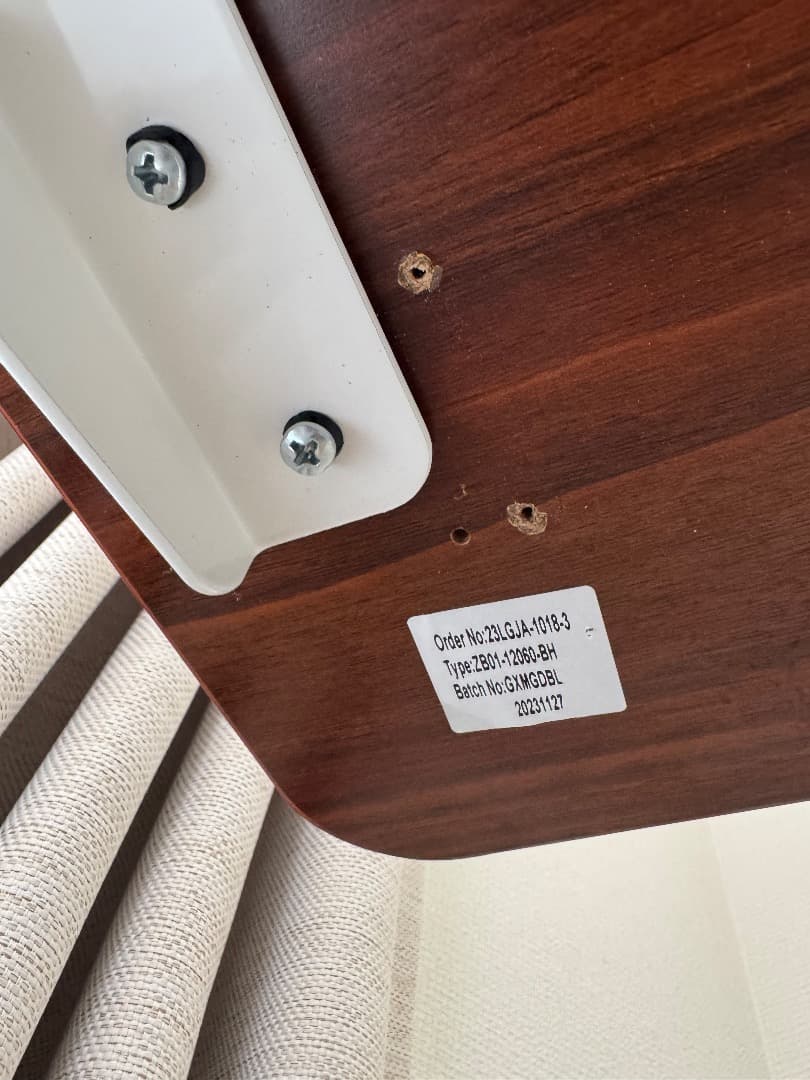 Order No:23LGJA-1018-3
Type:ZB01-12060-BH
Batch No:GXMGDBL
20231127